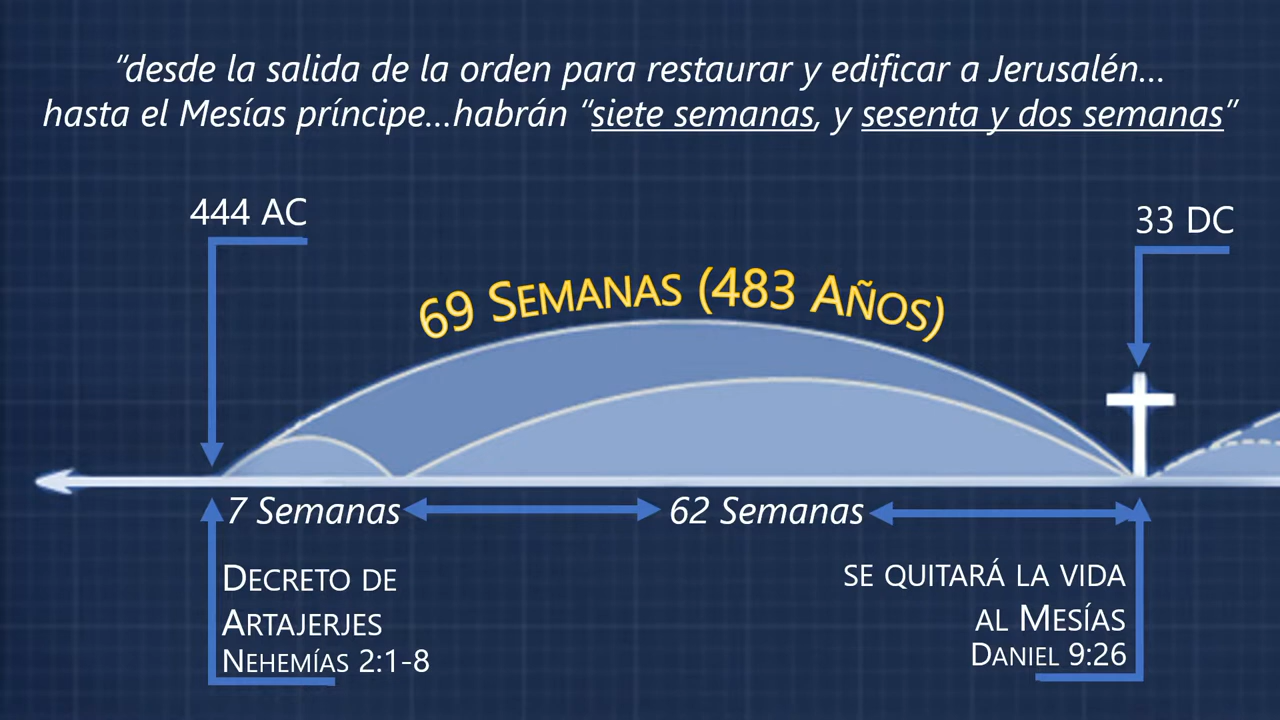 “desde la salida de la orden para restaurar y edificar a Jerusalén...
hasta el Mesías príncipe...habrán “siete semanas, y sesenta y dos semanas”
444 AC
33 DC
69 Semanas (483 Años)
7 Semanas
62 Semanas
Decreto de
Artajerjes
Nehemías 2:1-8
se quitará la vida
al Mesías
Daniel 9:26